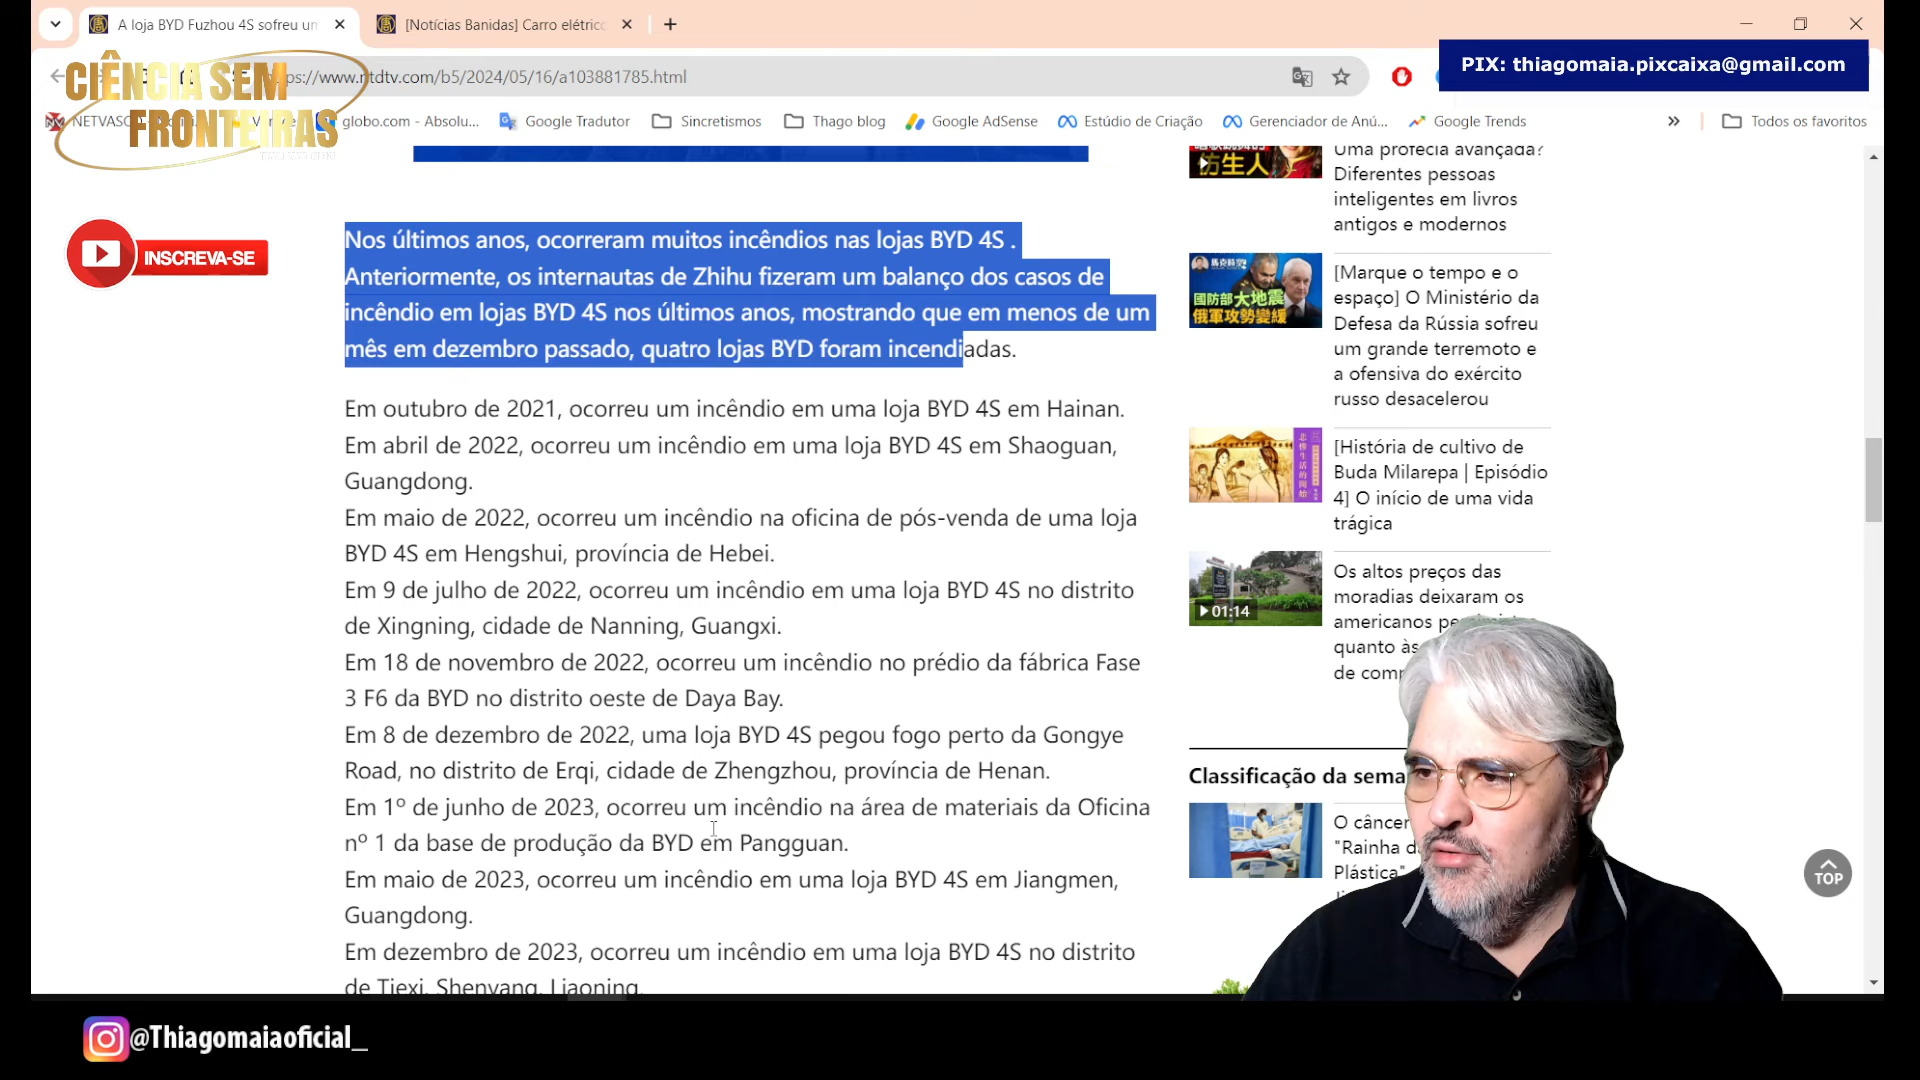 A loja BYD Fuzhou 4S sofreu um
[Notícias Banidas] Carro elétrico
://www.ntdtv.com/b5/2024/05/16/a103881785.html
PIX: thiagomaia.pixcaixa@gmail.com
CIÊNCIA SEM
FRONTEIRAS
NETVASCO
globo.com - Absolu...
Google Tradutor
Sincretismos
Thago blog
Google AdSense
Estúdio de Criação
Gerenciador de Anú...
Google Trends
Todos os favoritos
INSCREVA-SE
Nos últimos anos, ocorreram muitos incêndios nas lojas BYD 4S .
Anteriormente, os internautas de Zhihu fizeram um balanço dos casos de
incêndio em lojas BYD 4S nos últimos anos, mostrando que em menos de um
mês em dezembro passado, quatro lojas BYD foram incendiadas.
Em outubro de 2021, ocorreu um incêndio em uma loja BYD 4S em Hainan.
Em abril de 2022, ocorreu um incêndio em uma loja BYD 4S em Shaoguan,
Guangdong.
Em maio de 2022, ocorreu um incêndio na oficina de pós-venda de uma loja
BYD 4S em Hengshui, província de Hebei.
Em 9 de julho de 2022, ocorreu um incêndio em uma loja BYD 4S no distrito
de Xingning, cidade de Nanning, Guangxi.
Em 18 de novembro de 2022, ocorreu um incêndio no prédio da fábrica Fase
3 F6 da BYD no distrito oeste de Daya Bay.
Em 8 de dezembro de 2022, uma loja BYD 4S pegou fogo perto da Gongye
Road, no distrito de Erqi, cidade de Zhengzhou, província de Henan.
Em 1º de junho de 2023, ocorreu um incêndio na área de materiais da Oficina
nº 1 da base de produção da BYD em Pangguan.
Em maio de 2023, ocorreu um incêndio em uma loja BYD 4S em Jiangmen,
Guangdong.
Em dezembro de 2023, ocorreu um incêndio em uma loja BYD 4S no distrito
de Tiexi, Shenyang, Liaoning.
仿生人
Uma profecia avançada?
Diferentes pessoas
inteligentes em livros
antigos e modernos
國防部大地震
俄軍攻勢變緩
[Marque o tempo e o
espaço] O Ministério da
Defesa da Rússia sofreu
um grande terremoto e
a ofensiva do exército
russo desacelerou
[História de cultivo de
Buda Milarepa | Episódio
4] O início de uma vida
trágica
01:14
Os altos preços das
moradias deixaram os
americanos
quanto às
de
Classificação da
O câncer
"Rainha
Plástica"
TOP
@Thiagomaiaoficial_